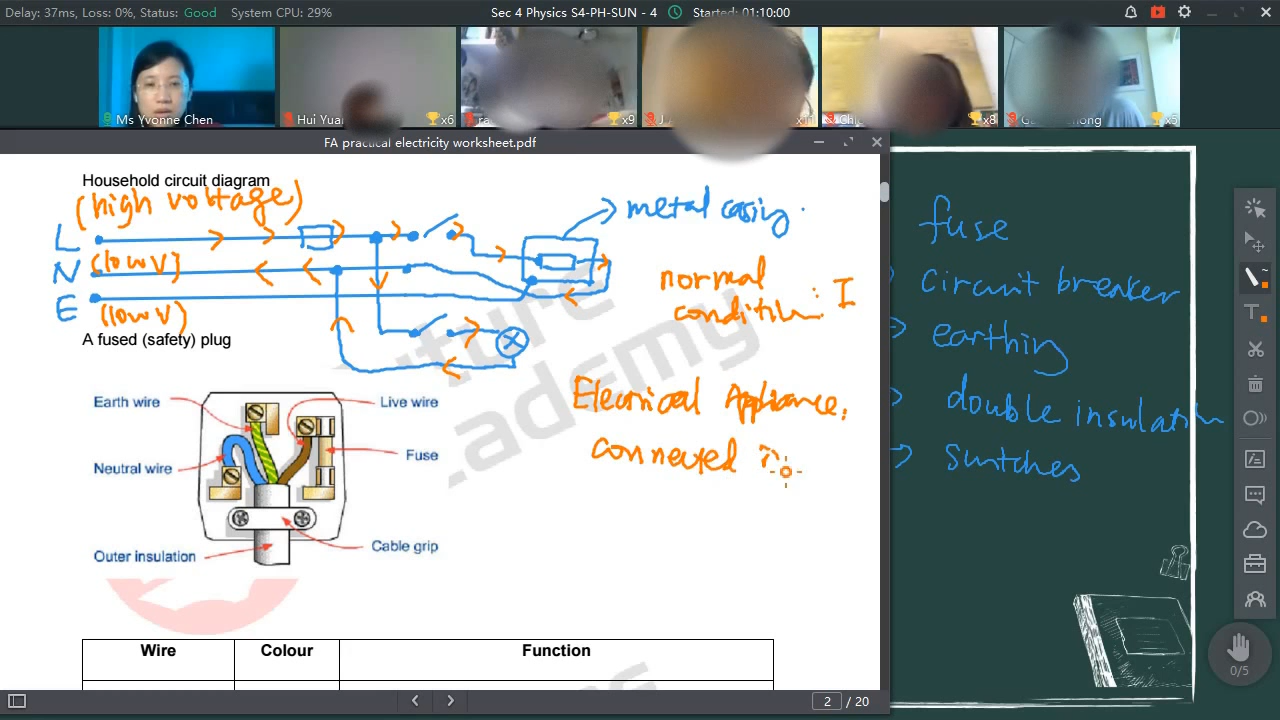 Delay: 37ms, Loss: 0%, Status: Good System CPU: 29%
Sec 4 Physics S4-PH-SUN - 4 Started: 01:10:00
Ms Yvonne Chen
Hui Yua
x6
x9
x8
x5
FA practical electricity worksheet.pdf
Household circuit diagram
(high voltage)
L
N (low V)
E (low V)
metal casing.
normal
condition: I
A fused (safety) plug
Earth wire
Live wire
Neutral wire
Fuse
Outer insulation
Cable grip
Electrical Appliance,
connected
Wire Colour Function
2 / 20
fuse
circuit breaker
earthing
double insulation
switches
0/5